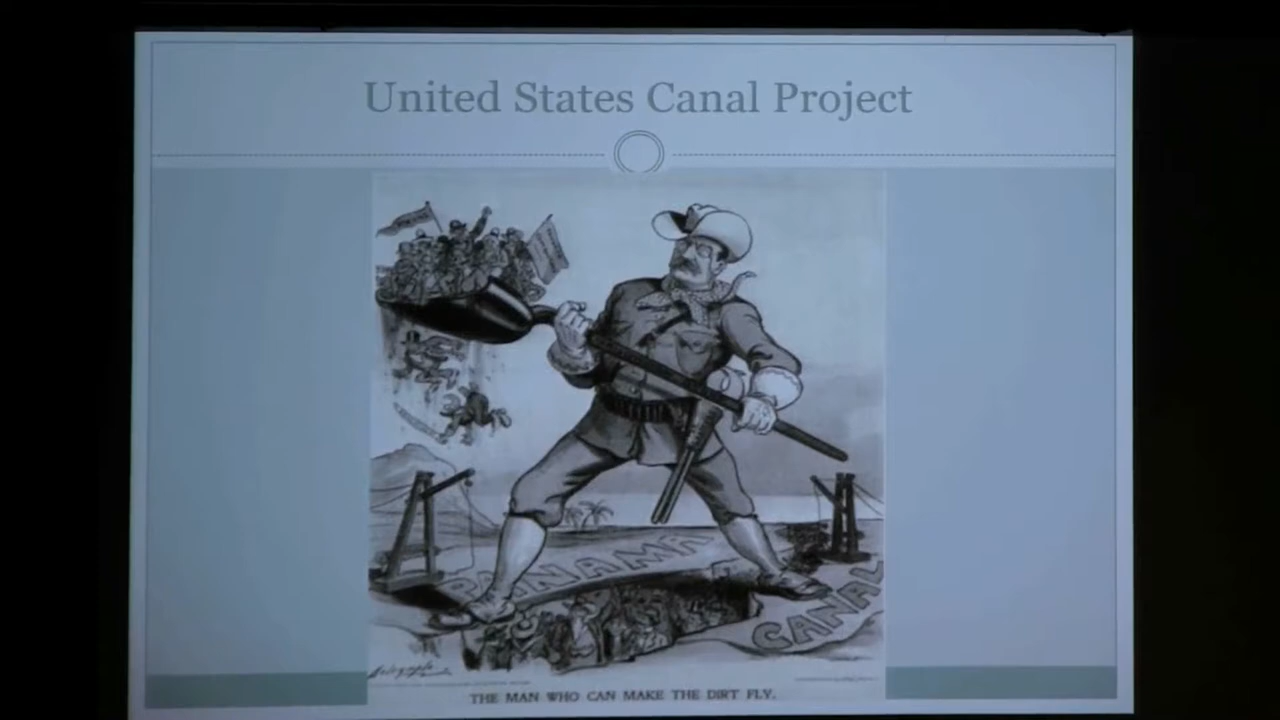 United States Canal Project
PANAMA
CANAL
THE MAN WHO CAN MAKE THE DIRT FLY.